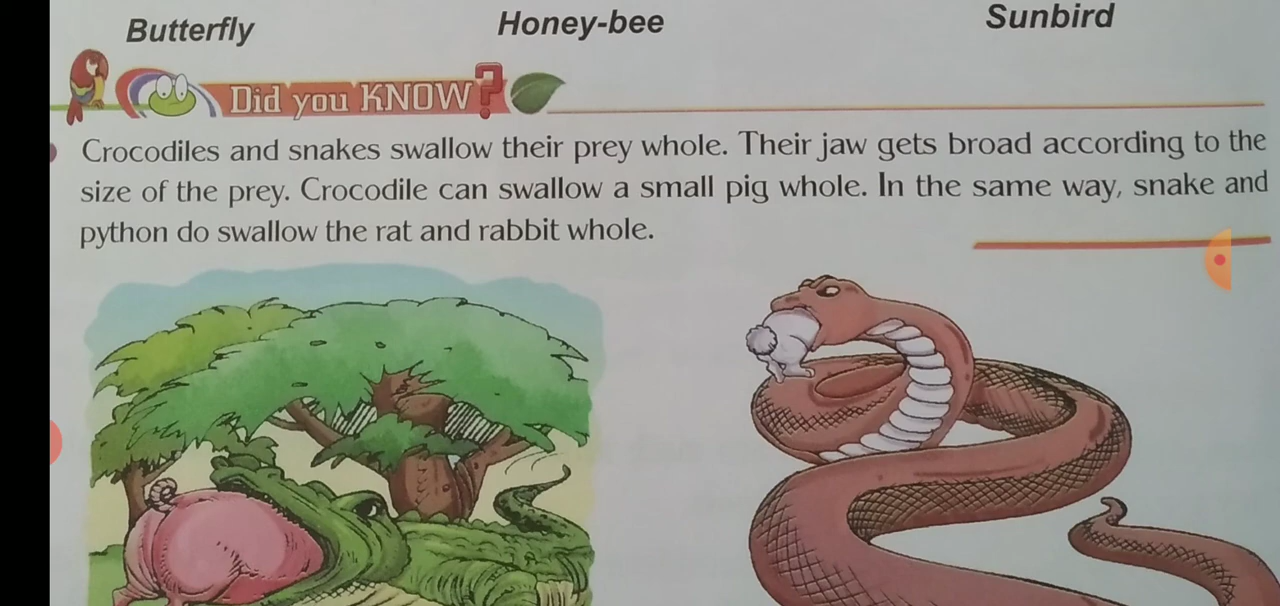 Butterfly Honey-bee Sunbird
Did you KNOW?
Crocodiles and snakes swallow their prey whole. Their jaw gets broad according to the
size of the prey. Crocodile can swallow a small pig whole. In the same way, snake and
python do swallow the rat and rabbit whole.